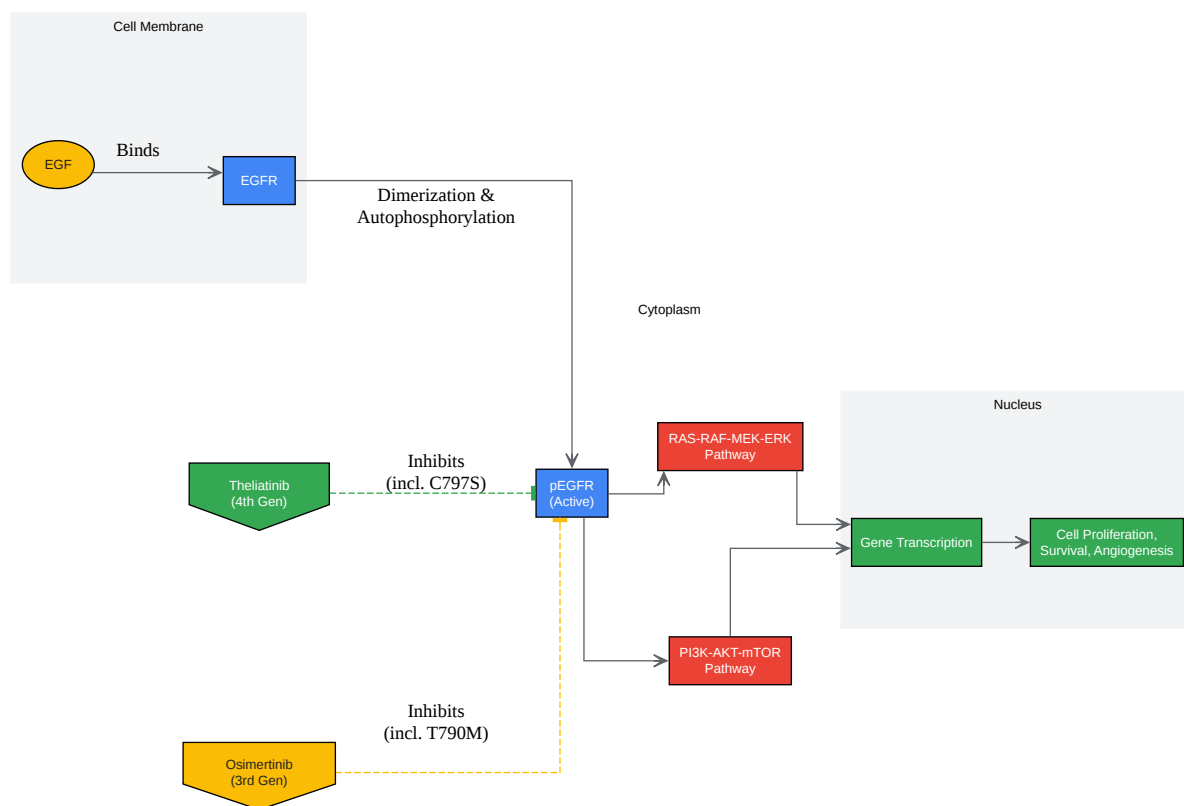 Cell Membrane
EGF
Binds
EGFR
Dimerization &
Autophosphorylation
Cytoplasm
Nucleus
RAS-RAF-MEK-ERK
Pathway
Theliatinib
(4th Gen)
Inhibits
(incl. C797S)
pEGFR
(Active)
Gene Transcription
Cell Proliferation,
Survival, Angiogenesis
PI3K-AKT-mTOR
Pathway
Inhibits
(incl. T790M)
Osimertinib
(3rd Gen)